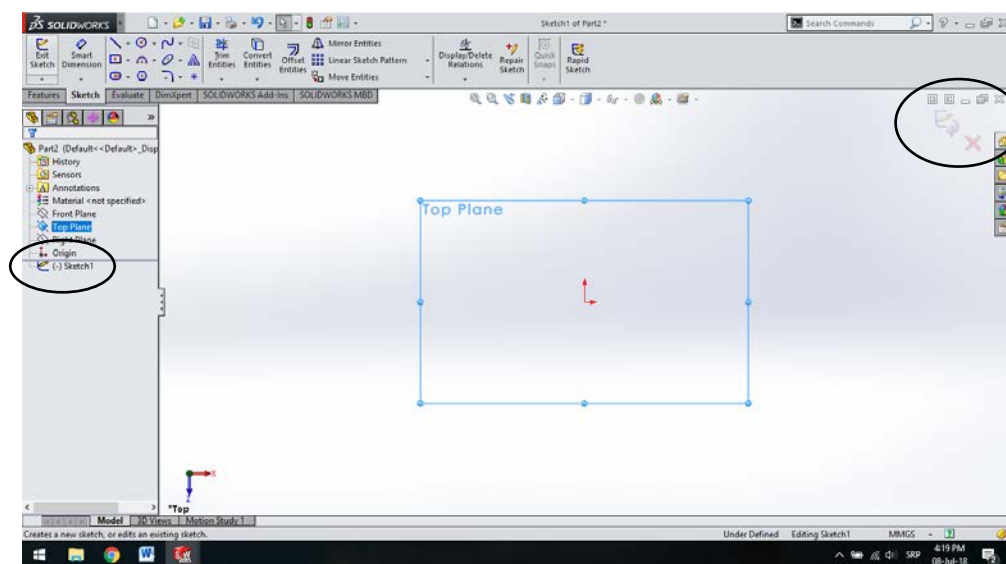 SOLIDWORKS
Sketch1 of Part2 *
Search Commands
Exit Sketch
Smart Dimension
Trim Entities
Convert Entities
Offset Entities
Mirror Entities
Linear Sketch Pattern
Move Entities
Display/Delete Relations
Repair Sketch
Quick Snaps
Rapid Sketch
Features Sketch Evaluate DimXpert SOLIDWORKS Add-Ins SOLIDWORKS MBD
Part2 (Default<<Default>_Disp
History
Sensors
Annotations
Material <not specified>
Front Plane
Top Plane
Right Plane
Origin
(-) Sketch1
Top Plane
X
Z
*Top
Model 3D Views Motion Study 1
Creates a new sketch, or edits an existing sketch.
Under Defined Editing Sketch1 MMGS
SRP
4:19 PM
08-Jul-18